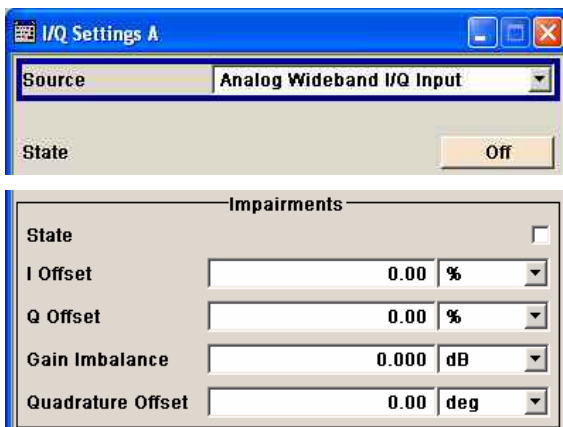 I/Q Settings A
Source Analog Wideband I/Q Input
State Off
Impairments
State
I Offset 0.00 %
Q Offset 0.00 %
Gain Imbalance 0.000 dB
Quadrature Offset 0.00 deg